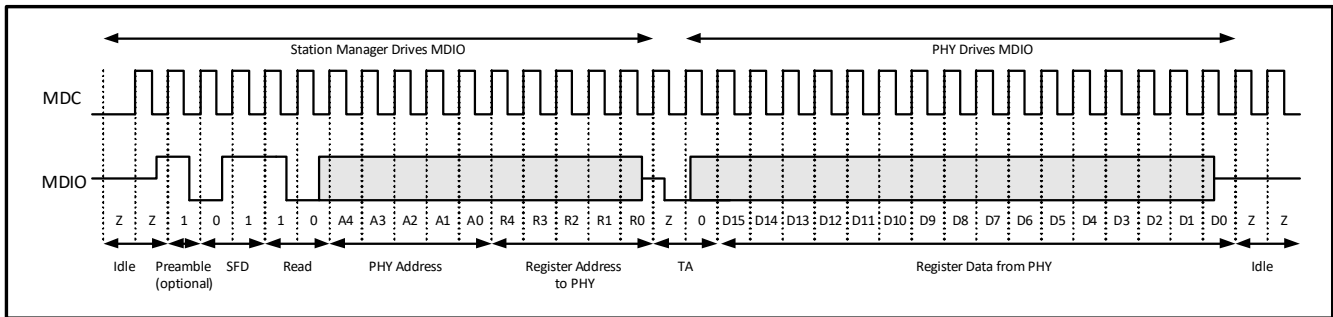 Station Manager Drives MDIO PHY Drives MDIO
MDC
MDIO
Z Z 1 0 1 1 0 A4 A3 A2 A1 A0 R4 R3 R2 R1 R0 Z 0 D15 D14 D13 D12 D11 D10 D9 D8 D7 D6 D5 D4 D3 D2 D1 D0 Z Z
Idle Preamble SFD Read PHY Address Register Address TA Register Data from PHY Idle
(optional) to PHY